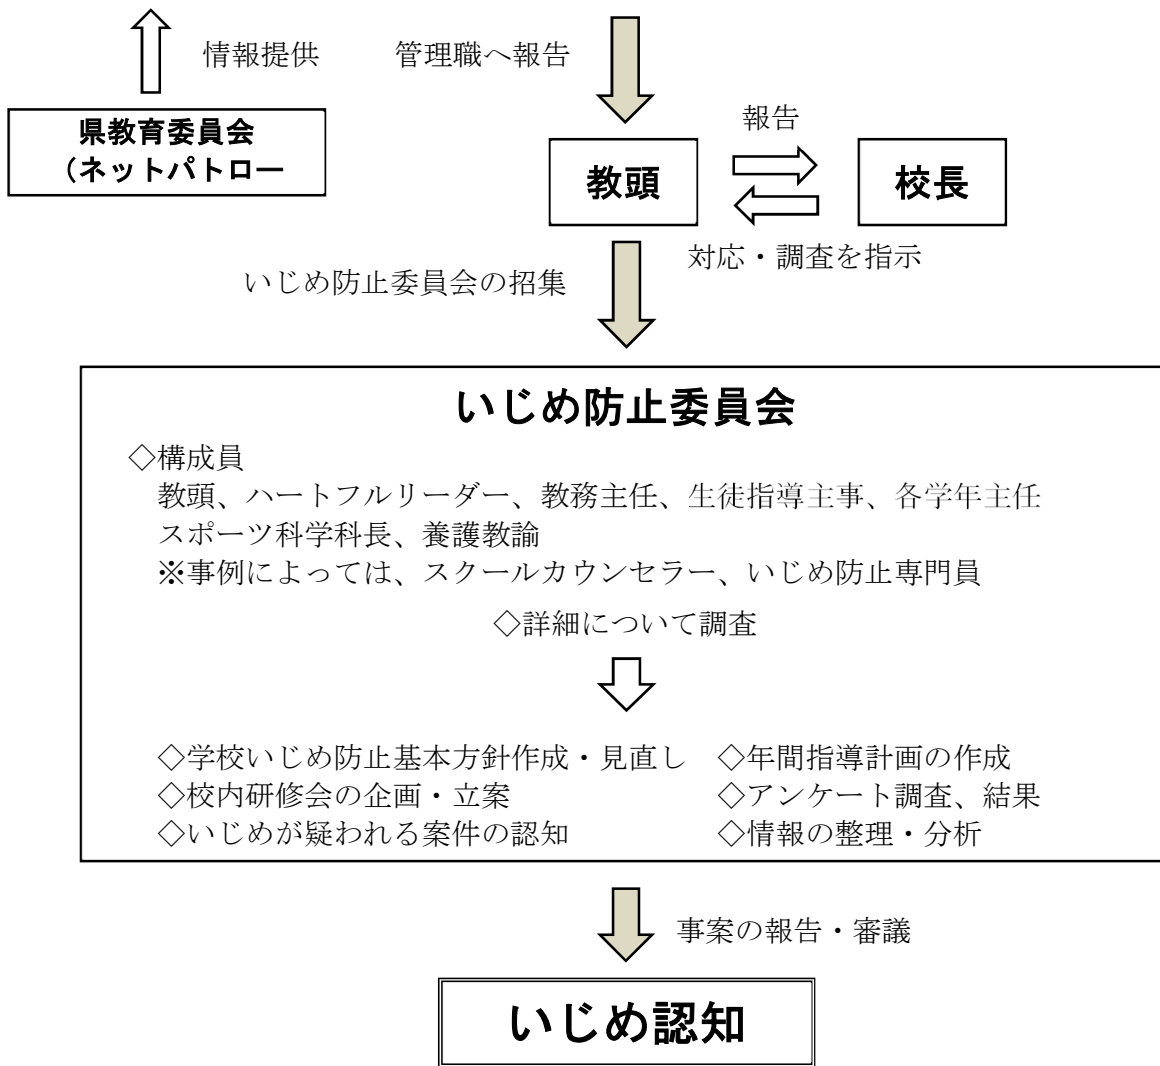 情報提供
管理職へ報告
県教育委員会
（ネットパトロー
報告
教頭
校長
対応・調査を指示
いじめ防止委員会の招集
いじめ防止委員会
◇構成員
教頭、ハートフルリーダー、教務主任、生徒指導主事、各学年主任
スポーツ科学科長、養護教諭
※事例によっては、スクールカウンセラー、いじめ防止専門員
◇詳細について調査
◇学校いじめ防止基本方針作成・見直し ◇年間指導計画の作成
◇校内研修会の企画・立案 ◇アンケート調査、結果
◇いじめが疑われる案件の認知 ◇情報の整理・分析
事案の報告・審議
いじめ認知